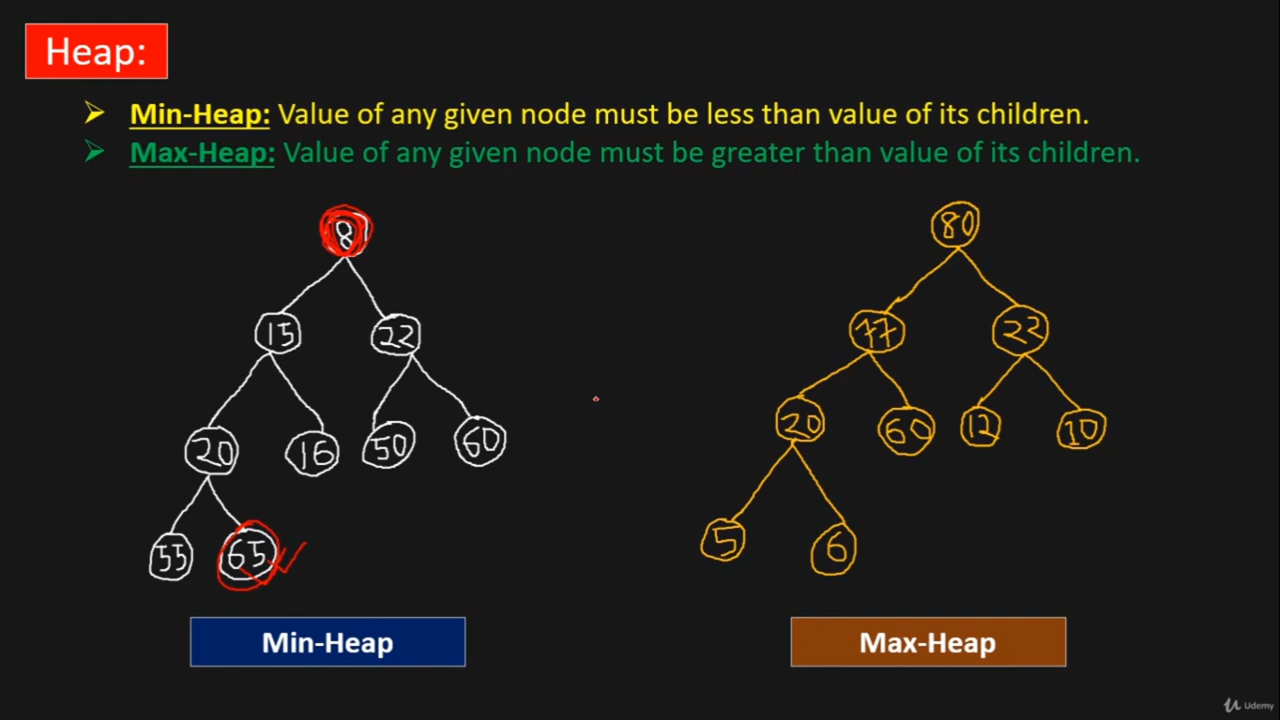 Heap:
Min-Heap: Value of any given node must be less than value of its children.
Max-Heap: Value of any given node must be greater than value of its children.
8
15 22
20 16 50 60
55 65
80
77 22
20 60 12 10
5 6
Min-Heap
Max-Heap
Udemy